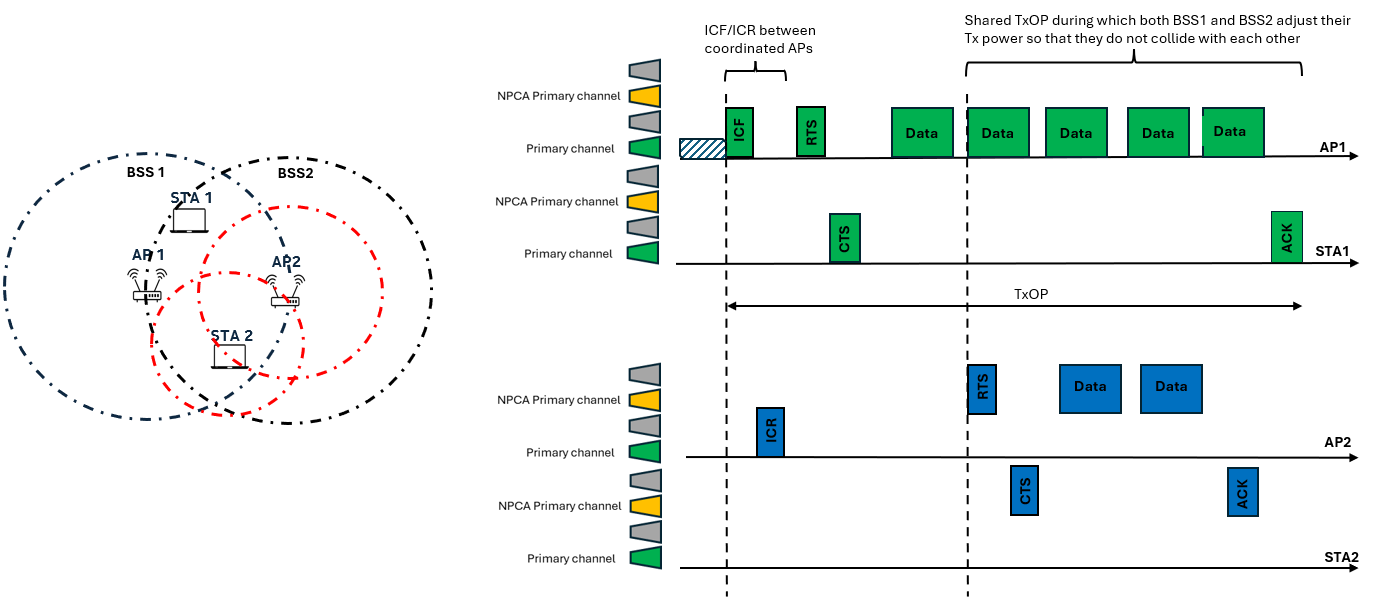 BSS 1
BSS2
STA 1
AP 1
AP2
STA 2
ICF/ICR between
coordinated APs
Shared TxOP during which both BSS1 and BSS2 adjust their
Tx power so that they do not collide with each other
NPCA Primary channel
Primary channel
ICF
RTS
Data
Data
Data
Data
Data
AP1
NPCA Primary channel
Primary channel
CTS
ACK
STA1
TxOP
NPCA Primary channel
Primary channel
ICR
RTS
Data
Data
AP2
NPCA Primary channel
Primary channel
CTS
ACK
STA2